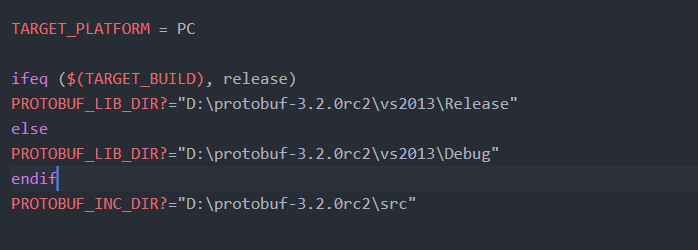 TARGET_PLATFORM = PC
ifeq ($(TARGET_BUILD), release)
PROTOBUF_LIB_DIR?="D:\protobuf-3.2.0rc2\vs2013\Release"
else
PROTOBUF_LIB_DIR?="D:\protobuf-3.2.0rc2\vs2013\Debug"
endif
PROTOBUF_INC_DIR?="D:\protobuf-3.2.0rc2\src"